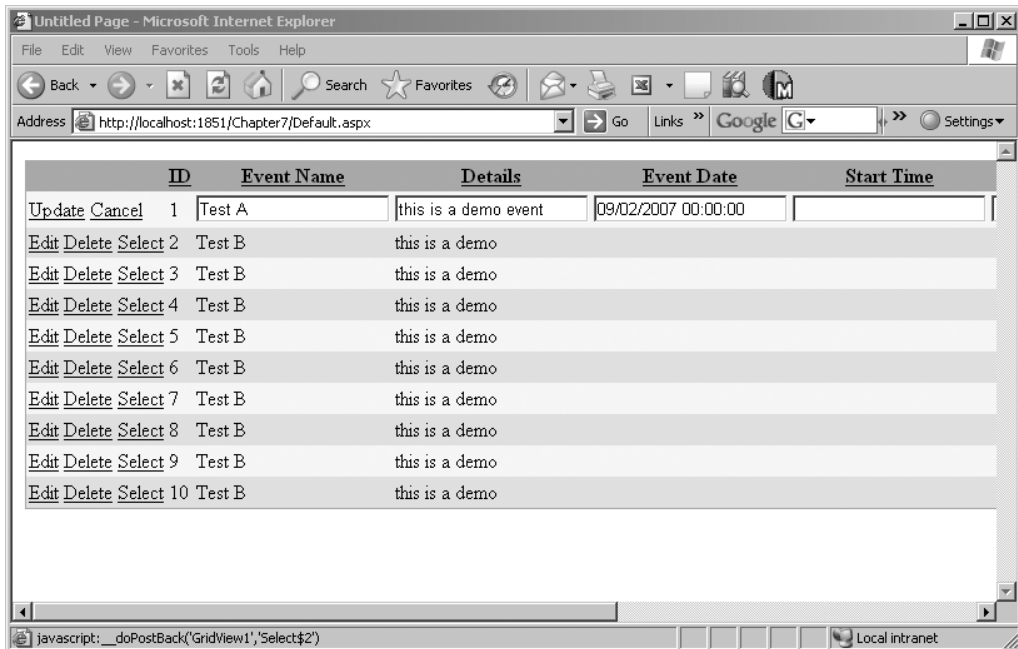 Untitled Page - Microsoft Internet Explorer
File Edit View Favorites Tools Help
Back Search Favorites
Address http://localhost:1851/Chapter7/Default.aspx Go Links » Google G » Settings
ID Event Name Details Event Date Start Time
Update Cancel 1 Test A this is a demo event 09/02/2007 00:00:00
Edit Delete Select 2 Test B this is a demo
Edit Delete Select 3 Test B this is a demo
Edit Delete Select 4 Test B this is a demo
Edit Delete Select 5 Test B this is a demo
Edit Delete Select 6 Test B this is a demo
Edit Delete Select 7 Test B this is a demo
Edit Delete Select 8 Test B this is a demo
Edit Delete Select 9 Test B this is a demo
Edit Delete Select 10 Test B this is a demo
javascript:__doPostBack('GridView1','Select$2') Local intranet